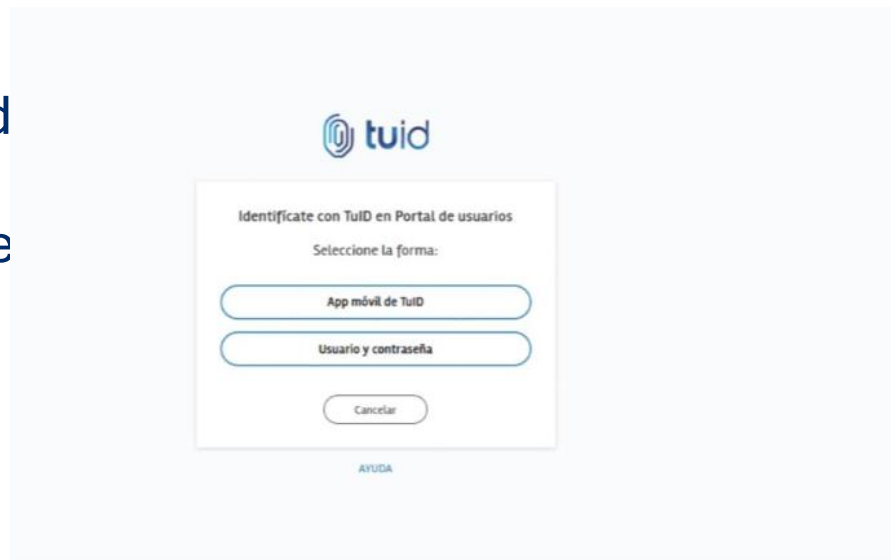 d
tuid
e
Identifícate con TuID en Portal de usuarios
Seleccione la forma:
App móvil de TuID
Usuario y contraseña
Cancelar
AYUDA